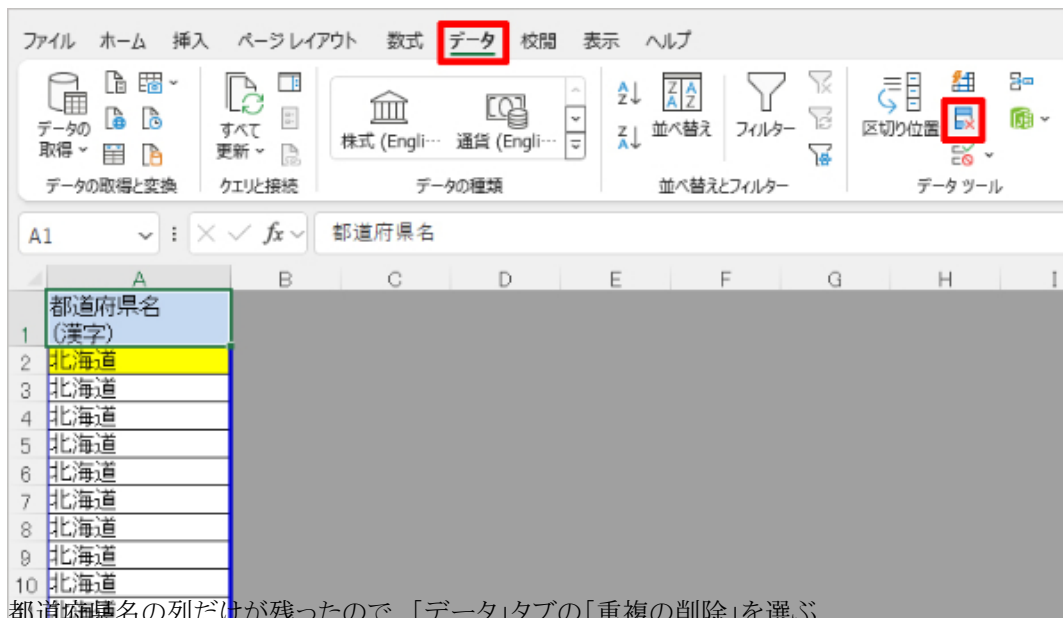 ファイル ホーム 挿入 ページ レイアウト 数式 データ 校閲 表示 ヘルプ
データの
取得
すべて
更新
株式 (Engli… 通貨 (Engli…
A
Z
Z
A
Z A
A Z
並べ替え フィルター 区切り位置
データの取得と変換 クエリと接続 データの種類 並べ替えとフィルター データ ツール
A1 fx 都道府県名
A B C D E F G H I
都道府県名
1 (漢字)
2 北海道
3 北海道
4 北海道
5 北海道
6 北海道
7 北海道
8 北海道
9 北海道
10 北海道
都道府県名の列だけが残ったので、「データ」タブの「重複の削除」を選ぶ